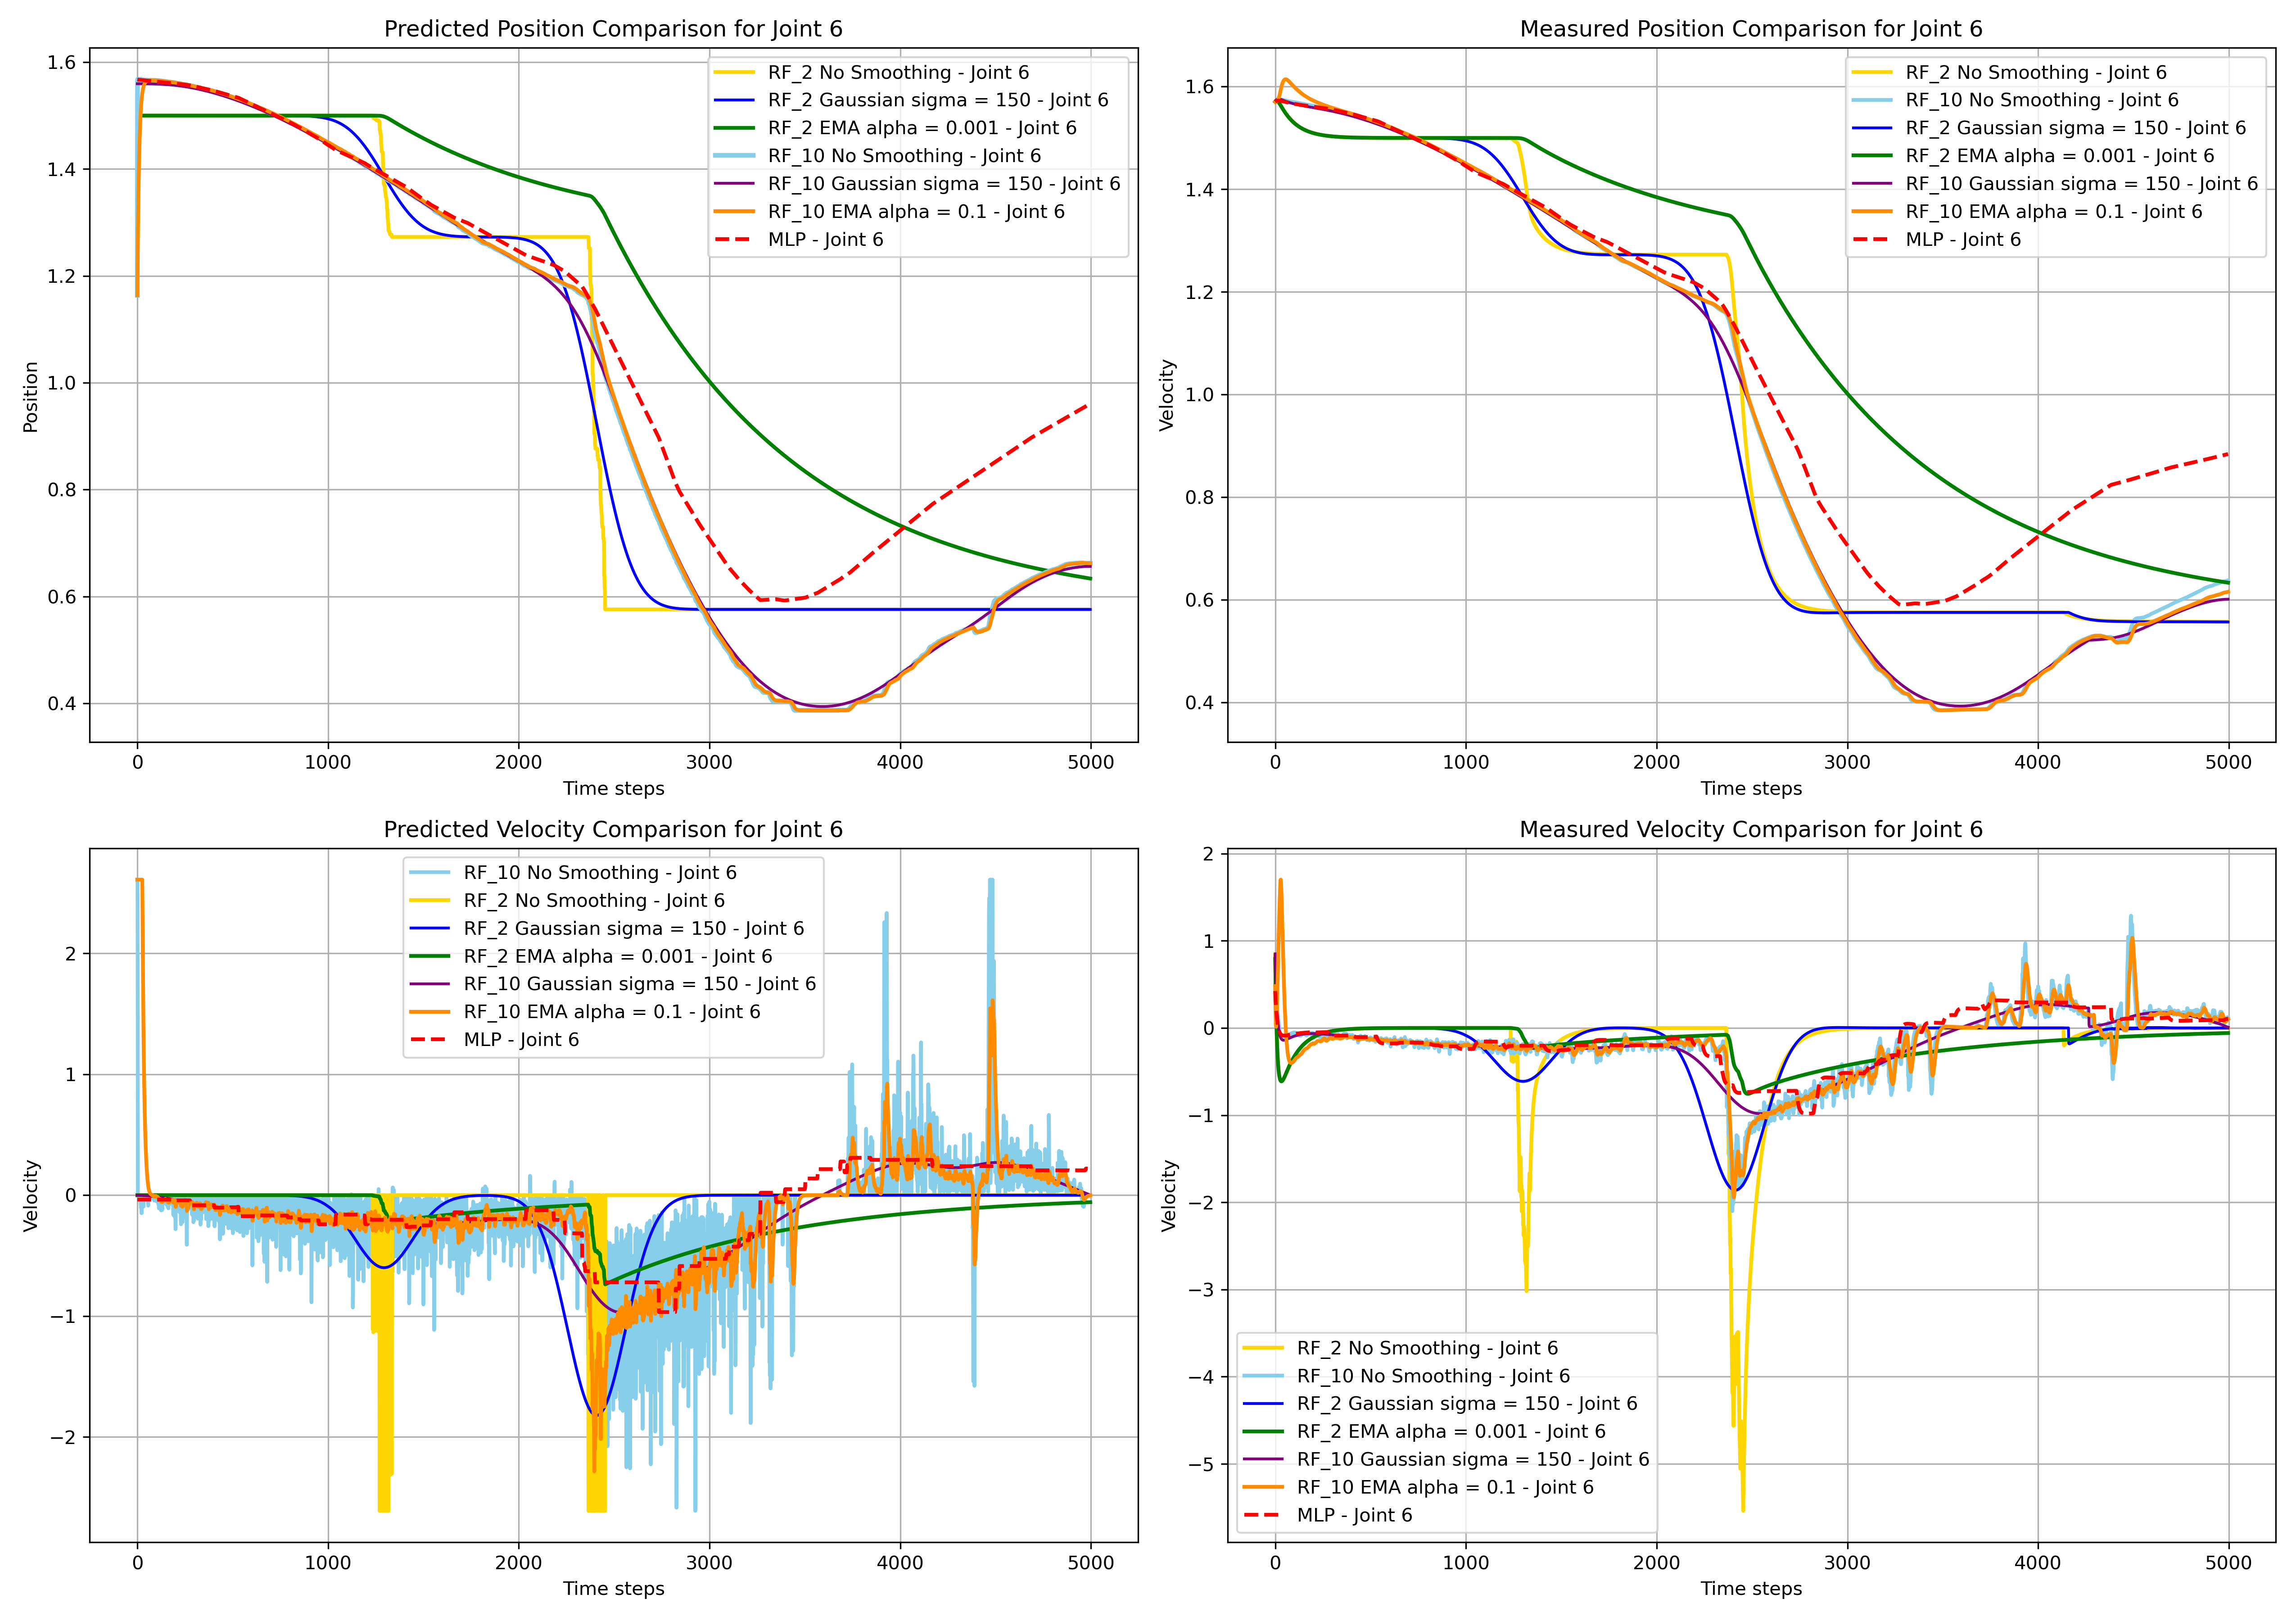 Predicted Position Comparison for Joint 6
1.6
1.4
1.2
1.0
0.8
0.6
0.4
Position
RF_2 No Smoothing - Joint 6
RF_2 Gaussian sigma = 150 - Joint 6
RF_2 EMA alpha = 0.001 - Joint 6
RF_10 No Smoothing - Joint 6
RF_10 Gaussian sigma = 150 - Joint 6
RF_10 EMA alpha = 0.1 - Joint 6
MLP - Joint 6
0 1000 2000 3000 4000 5000
Time steps
Measured Position Comparison for Joint 6
1.6
1.4
1.2
1.0
0.8
0.6
0.4
Velocity
RF_2 No Smoothing - Joint 6
RF_10 No Smoothing - Joint 6
RF_2 Gaussian sigma = 150 - Joint 6
RF_2 EMA alpha = 0.001 - Joint 6
RF_10 Gaussian sigma = 150 - Joint 6
RF_10 EMA alpha = 0.1 - Joint 6
MLP - Joint 6
0 1000 2000 3000 4000 5000
Time steps
Predicted Velocity Comparison for Joint 6
2
1
0
−1
−2
Velocity
RF_10 No Smoothing - Joint 6
RF_2 No Smoothing - Joint 6
RF_2 Gaussian sigma = 150 - Joint 6
RF_2 EMA alpha = 0.001 - Joint 6
RF_10 Gaussian sigma = 150 - Joint 6
RF_10 EMA alpha = 0.1 - Joint 6
MLP - Joint 6
0 1000 2000 3000 4000 5000
Time steps
Measured Velocity Comparison for Joint 6
2
1
0
−1
−2
−3
−4
−5
Velocity
RF_2 No Smoothing - Joint 6
RF_10 No Smoothing - Joint 6
RF_2 Gaussian sigma = 150 - Joint 6
RF_2 EMA alpha = 0.001 - Joint 6
RF_10 Gaussian sigma = 150 - Joint 6
RF_10 EMA alpha = 0.1 - Joint 6
MLP - Joint 6
0 1000 2000 3000 4000 5000
Time steps